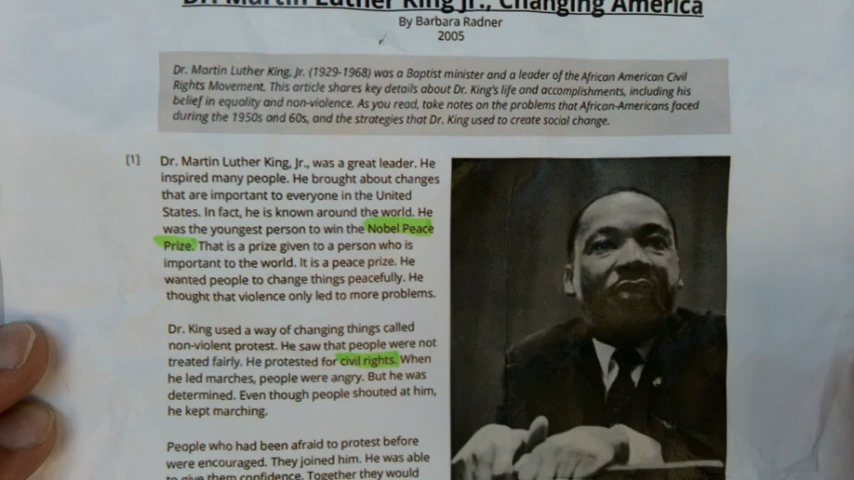 Dr. Martin Luther King Jr., Changing America
By Barbara Radner
2005
Dr. Martin Luther King, Jr. (1929-1968) was a Baptist minister and a leader of the African American Civil
Rights Movement. This article shares key details about Dr. King's life and accomplishments, including his
belief in equality and non-violence. As you read, take notes on the problems that African-Americans faced
during the 1950s and 60s, and the strategies that Dr. King used to create social change.
[1] Dr. Martin Luther King, Jr., was a great leader. He
inspired many people. He brought about changes
that are important to everyone in the United
States. In fact, he is known around the world. He
was the youngest person to win the Nobel Peace
Prize. That is a prize given to a person who is
important to the world. It is a peace prize. He
wanted people to change things peacefully. He
thought that violence only led to more problems.
Dr. King used a way of changing things called
non-violent protest. He saw that people were not
treated fairly. He protested for civil rights. When
he led marches, people were angry. But he was
determined. Even though people shouted at him,
he kept marching.
People who had been afraid to protest before
were encouraged. They joined him. He was able
to give them confidence. Together they would